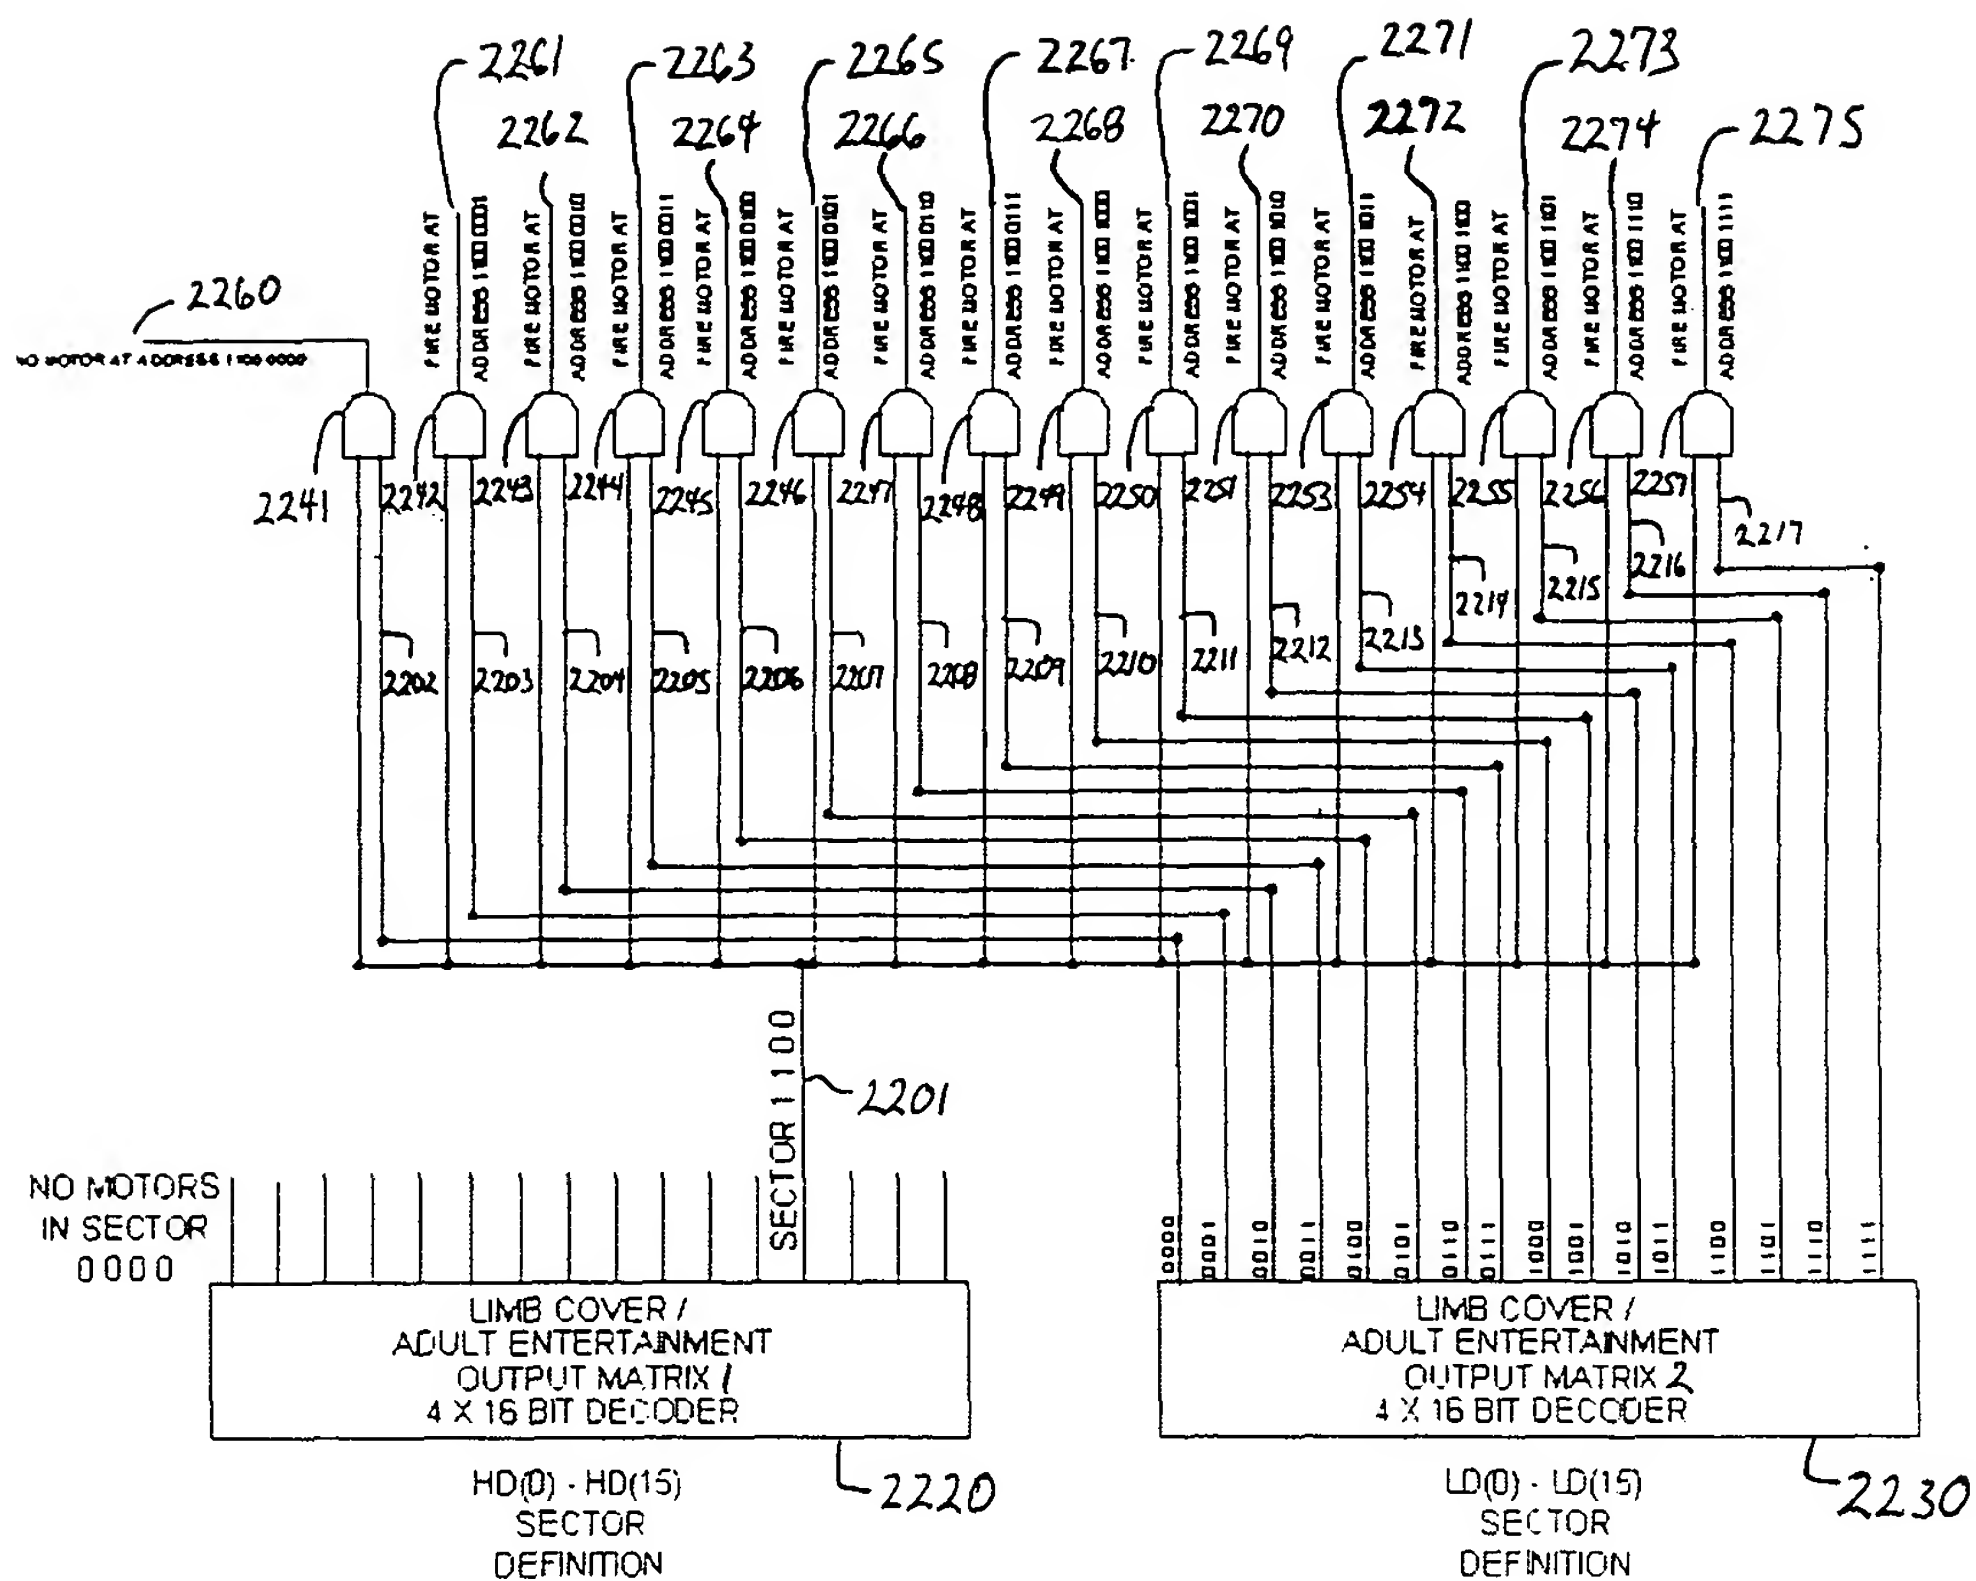 2261
2263
2265
2267
2269
2271
2273
2262
2264
2266
2268
2270
2272
2274
2275
FIRE MOTOR AT
ADDRESS 1100 0001
FIRE MOTOR AT
ADDRESS 1100 0010
FIRE MOTOR AT
ADDRESS 1100 0011
FIRE MOTOR AT
ADDRESS 1100 0100
FIRE MOTOR AT
ADDRESS 1100 0101
FIRE MOTOR AT
ADDRESS 1100 0110
FIRE MOTOR AT
ADDRESS 1100 0111
FIRE MOTOR AT
ADDRESS 1100 1000
FIRE MOTOR AT
ADDRESS 1100 1001
FIRE MOTOR AT
ADDRESS 1100 1010
FIRE MOTOR AT
ADDRESS 1100 1011
FIRE MOTOR AT
ADDRESS 1100 1100
FIRE MOTOR AT
ADDRESS 1100 1101
FIRE MOTOR AT
ADDRESS 1100 1110
FIRE MOTOR AT
ADDRESS 1100 1111
2260
NO MOTOR AT ADDRESS 1100 0000
2241
2242
2243
2244
2245
2246
2247
2248
2249
2250
2251
2253
2254
2255
2256
2257
2217
2216
2215
2214
2213
2212
2202
2203
2204
2205
2206
2207
2208
2209
2210
2211
SECTOR 1100
2201
NO MOTORS
IN SECTOR
0000
0000
0001
0010
0011
0100
0101
0110
0111
1000
1001
1010
1011
1100
1101
1110
1111
LIMB COVER /
ADULT ENTERTAINMENT
OUTPUT MATRIX 1
4 X 16 BIT DECODER
LIMB COVER /
ADULT ENTERTAINMENT
OUTPUT MATRIX 2
4 X 16 BIT DECODER
HD(0) - HD(15)
SECTOR
DEFINITION
2220
LD(0) - LD(15)
SECTOR
DEFINITION
2230